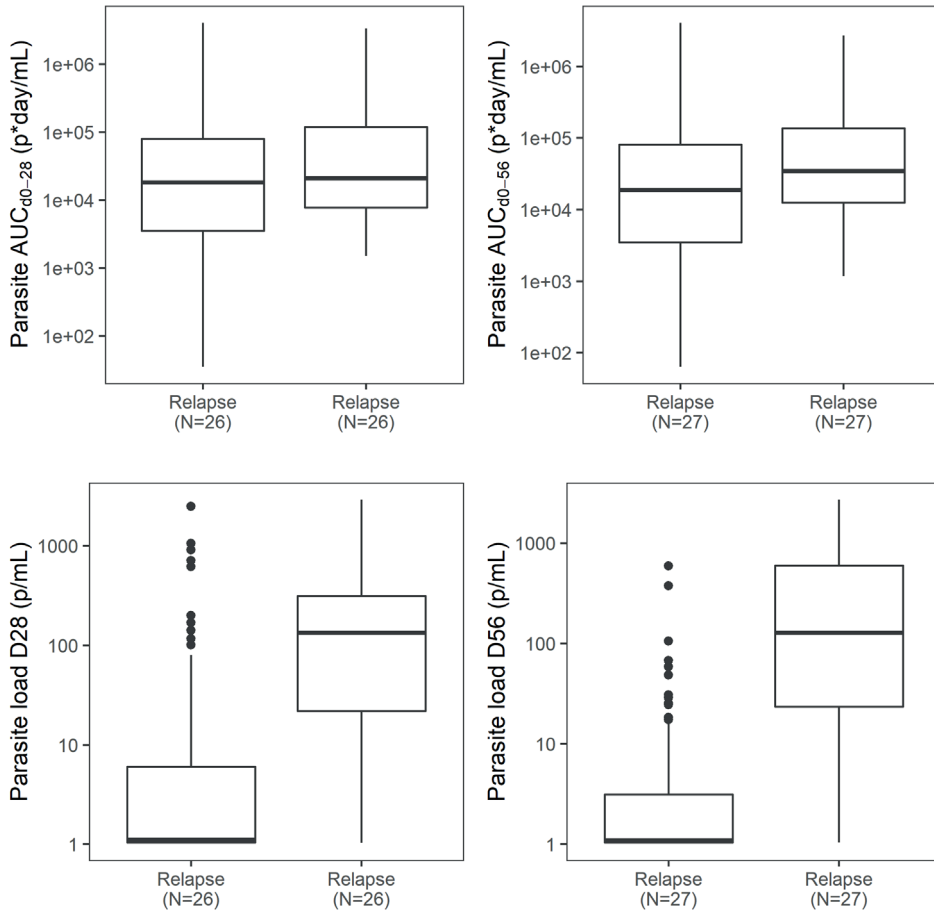 Parasite AUCd0−28 (p*day/mL)
1e+06
1e+05
1e+04
1e+03
1e+02
Relapse
(N=26)
Relapse
(N=26)
Parasite AUCd0−56 (p*day/mL)
1e+06
1e+05
1e+04
1e+03
1e+02
Relapse
(N=27)
Relapse
(N=27)
Parasite load D28 (p/mL)
1000
100
10
1
Relapse
(N=26)
Relapse
(N=26)
Parasite load D56 (p/mL)
1000
100
10
1
Relapse
(N=27)
Relapse
(N=27)